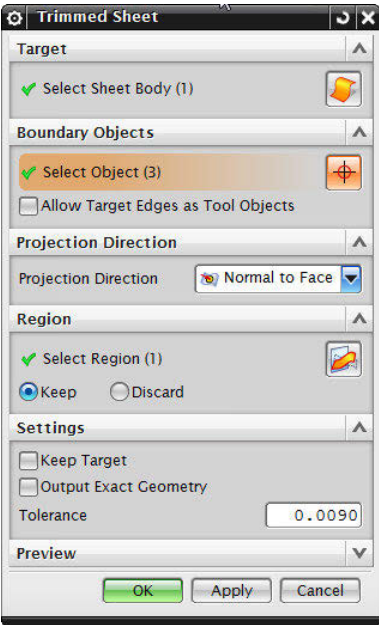 Trimmed Sheet
Target
Select Sheet Body (1)
Boundary Objects
Select Object (3)
Allow Target Edges as Tool Objects
Projection Direction
Projection Direction Normal to Face
Region
Select Region (1)
Keep Discard
Settings
Keep Target
Output Exact Geometry
Tolerance 0.0090
Preview
OK Apply Cancel